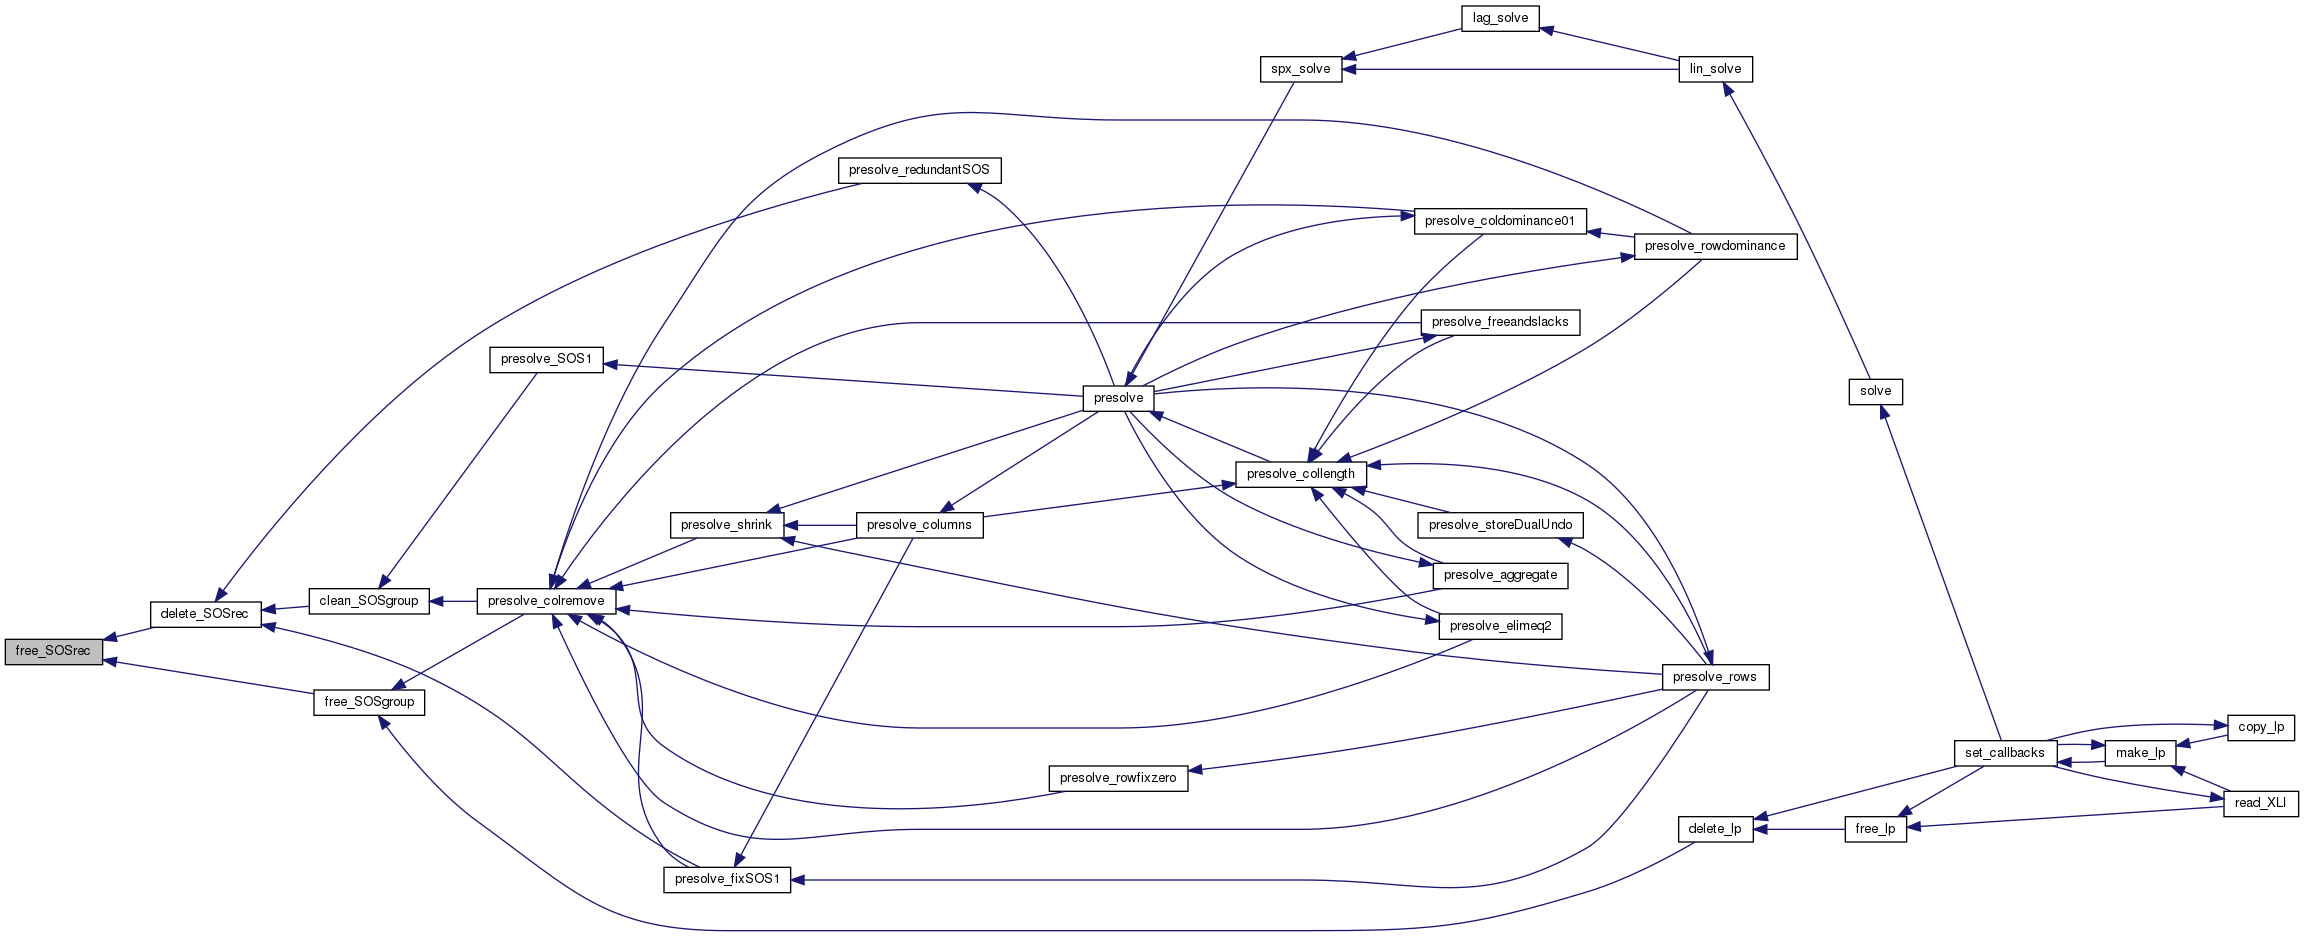 lag_solve
spx_solve
lin_solve
presolve_redundantSOS
presolve_coldominance01
presolve_rowdominance
presolve_freeandslacks
presolve_SOS1
presolve
solve
presolve_collength
presolve_shrink
presolve_columns
presolve_storeDualUndo
presolve_aggregate
clean_SOSgroup
presolve_colremove
delete_SOSrec
presolve_elimeq2
free_SOSrec
presolve_rows
free_SOSgroup
copy_lp
set_callbacks
make_lp
presolve_rowfixzero
read_XLI
delete_lp
free_lp
presolve_fixSOS1